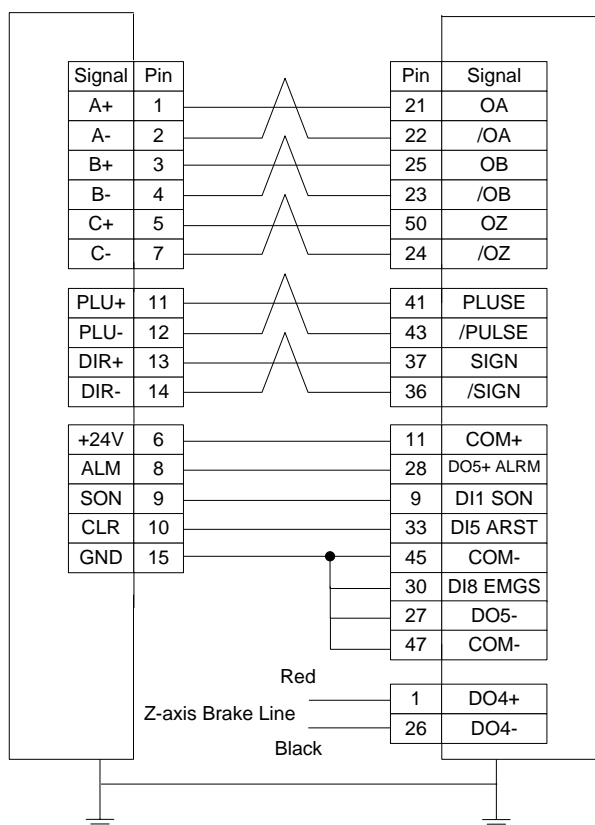 Signal Pin Pin Signal
A+ 1 21 OA
A- 2 22 /OA
B+ 3 25 OB
B- 4 23 /OB
C+ 5 50 OZ
C- 7 24 /OZ
PLU+ 11 41 PLUSE
PLU- 12 43 /PULSE
DIR+ 13 37 SIGN
DIR- 14 36 /SIGN
+24V 6 11 COM+
ALM 8 28 DO5+ ALRM
SON 9 9 DI1 SON
CLR 10 33 DI5 ARST
GND 15 45 COM-
30 DI8 EMGS
27 DO5-
47 COM-
Red
1 DO4+
Z-axis Brake Line
26 DO4-
Black